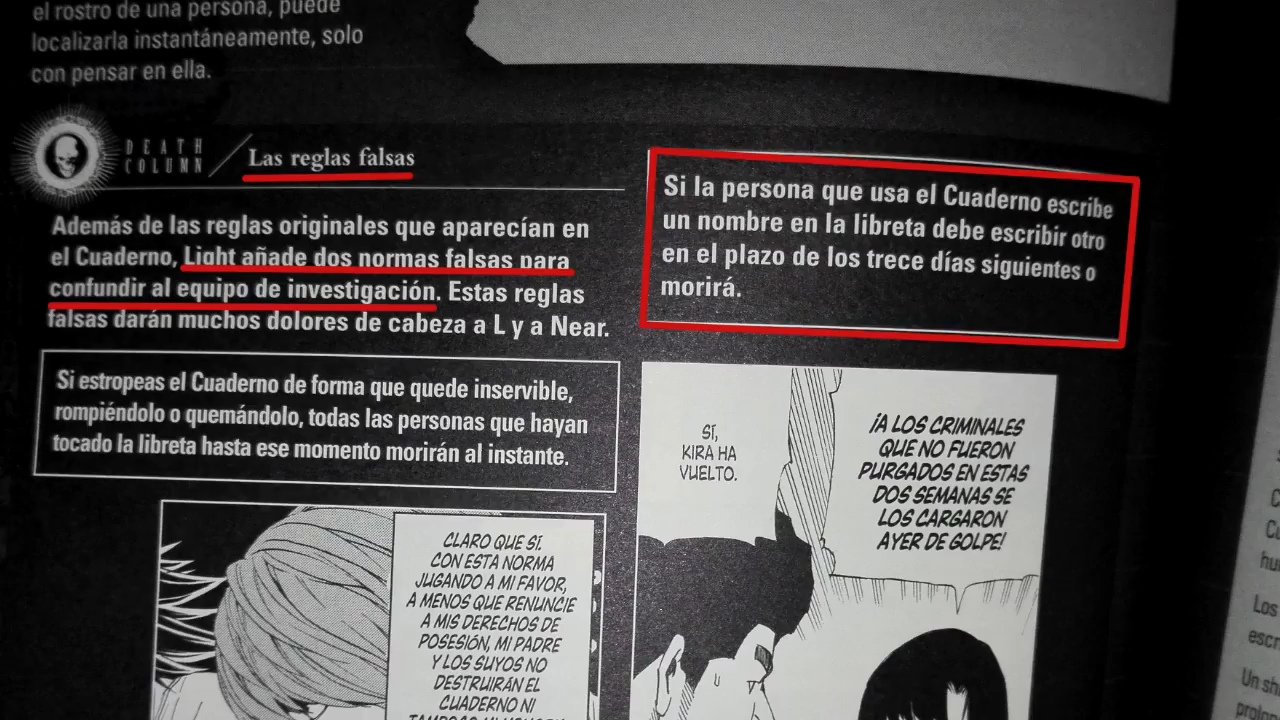 el rostro de una persona, puede
localizarla instantáneamente, solo
con pensar en ella.
DEATH
COLUMN
Las reglas falsas
Además de las reglas originales que aparecían en
el Cuaderno, Light añade dos normas falsas para
confundir al equipo de investigación. Estas reglas
falsas darán muchos dolores de cabeza a L y a Near.
Si estropeas el Cuaderno de forma que quede inservible,
rompiéndolo o quemándolo, todas las personas que hayan
tocado la libreta hasta ese momento morirán al instante.
CLARO QUE SÍ.
CON ESTA NORMA
JUGANDO A MI FAVOR,
A MENOS QUE RENUNCIE
A MIS DERECHOS DE
POSESIÓN, MI PADRE
Y LOS SUYOS NO
DESTRUIRÁN EL
CUADERNO NI
Si la persona que usa el Cuaderno escribe
un nombre en la libreta debe escribir otro
en el plazo de los trece días siguientes o
morirá.
SÍ,
KIRA HA
VUELTO.
¡A LOS CRIMINALES
QUE NO FUERON
PURGADOS EN ESTAS
DOS SEMANAS SE
LOS CARGARON
AYER DE GOLPE!
Los
Un sh